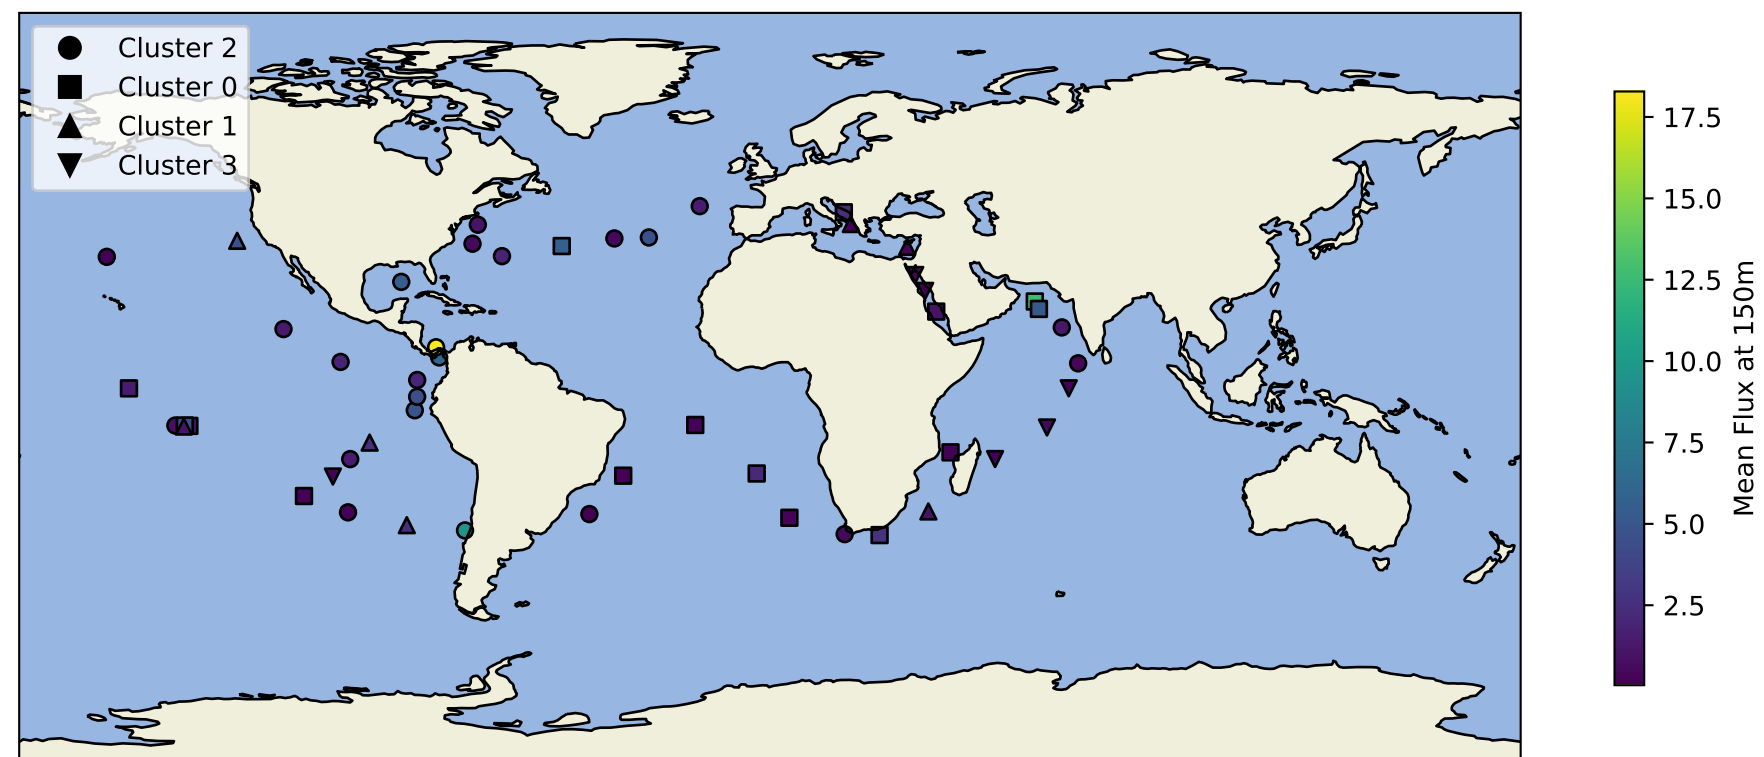 Cluster 2
Cluster 0
Cluster 1
Cluster 3
17.5
15.0
12.5
10.0
7.5
5.0
2.5
Mean Flux at 150m